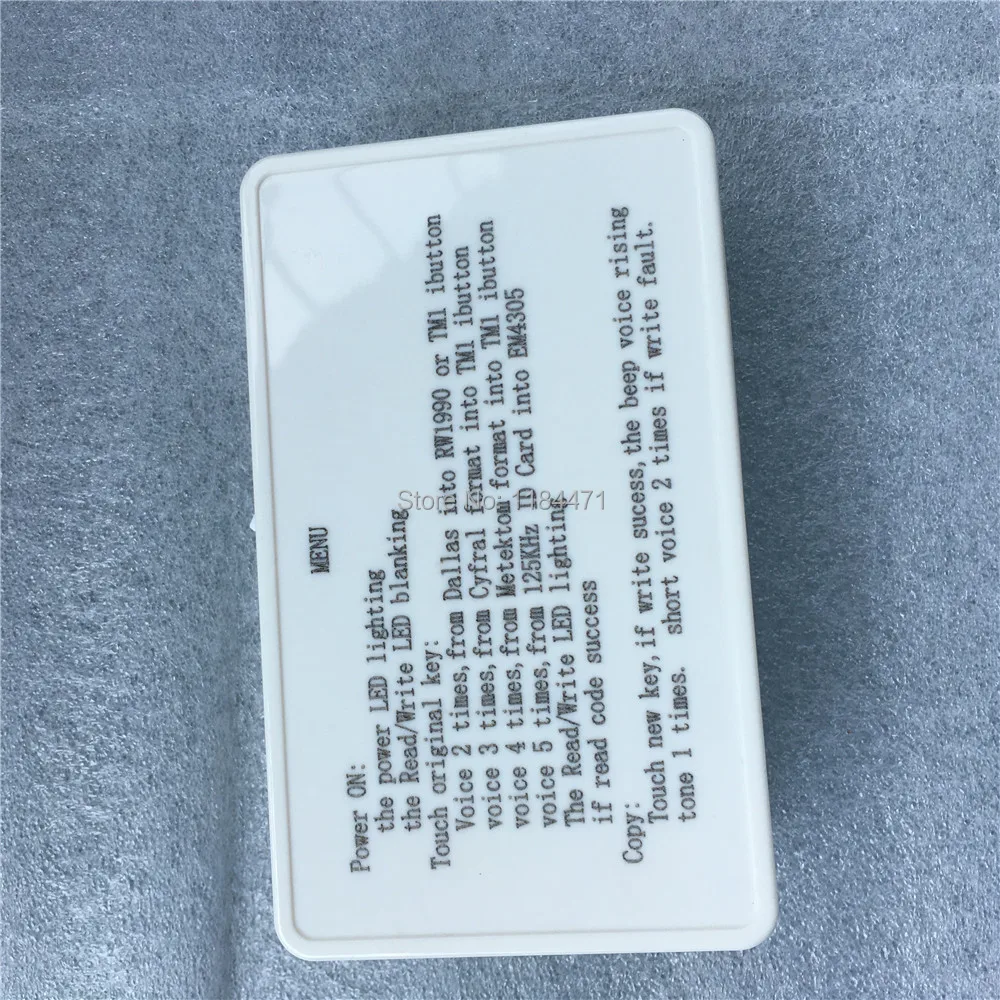 MENU
Power ON:
the power LED lighting
the Read/Write LED blanking
Touch original key:
Voice 2 times,from Dallas into RW1990 or TM1 ibutton
voice 3 times,from Cyfral format into TM1 ibutton
voice 4 times,from Metektom format into TM1 ibutton
voice 5 times,from 125KHz ID Card into EM4305
The Read/Write LED lighting
if read code success
Copy:
Touch new key,if write success,the beep voice rising
tone 1 times. short voice 2 times if write fault.
Store No: 1184471